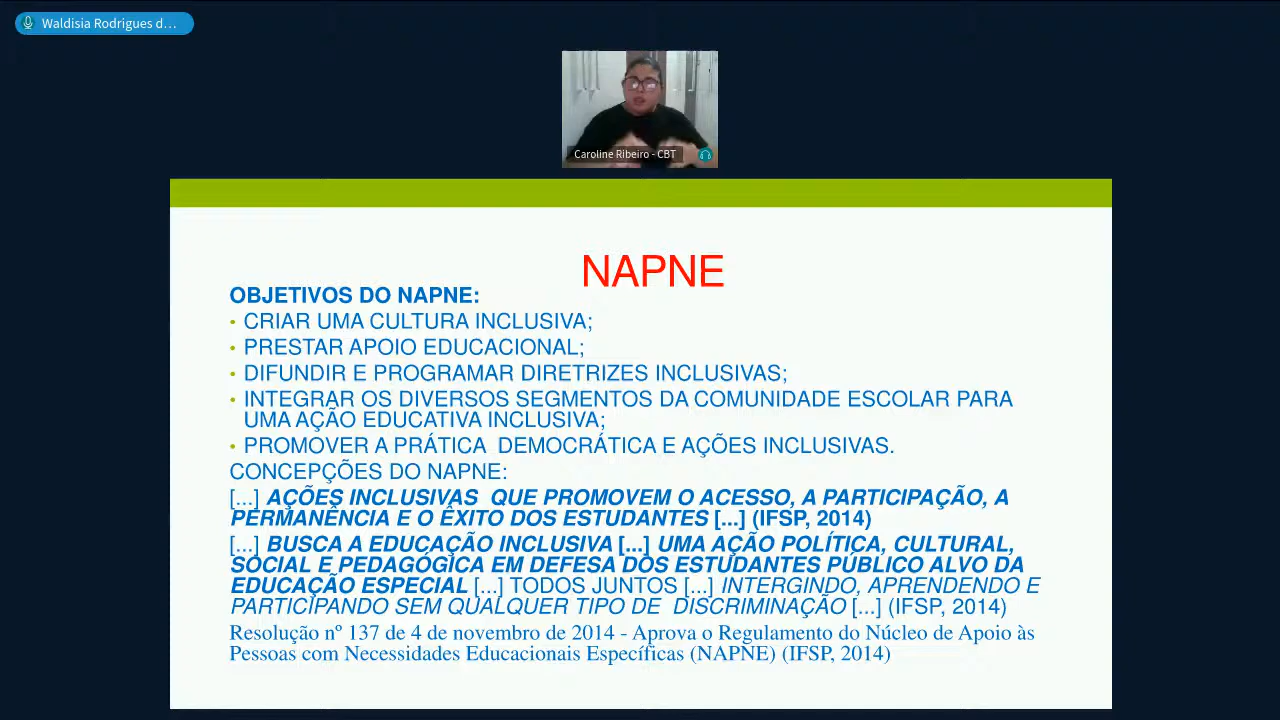 Waldisia Rodrigues d...
Caroline Ribeiro - CBT
NAPNE
OBJETIVOS DO NAPNE:
• CRIAR UMA CULTURA INCLUSIVA;
• PRESTAR APOIO EDUCACIONAL;
• DIFUNDIR E PROGRAMAR DIRETRIZES INCLUSIVAS;
• INTEGRAR OS DIVERSOS SEGMENTOS DA COMUNIDADE ESCOLAR PARA
UMA AÇÃO EDUCATIVA INCLUSIVA;
• PROMOVER A PRÁTICA DEMOCRÁTICA E AÇÕES INCLUSIVAS.
CONCEPÇÕES DO NAPNE:
[...] AÇÕES INCLUSIVAS QUE PROMOVEM O ACESSO, A PARTICIPAÇÃO, A
PERMANÊNCIA E O ÊXITO DOS ESTUDANTES [...] (IFSP, 2014)
[...] BUSCA A EDUCAÇÃO INCLUSIVA [...] UMA AÇÃO POLÍTICA, CULTURAL,
SOCIAL E PEDAGÓGICA EM DEFESA DOS ESTUDANTES PÚBLICO ALVO DA
EDUCAÇÃO ESPECIAL [...] TODOS JUNTOS [...] INTERGINDO, APRENDENDO E
PARTICIPANDO SEM QUALQUER TIPO DE DISCRIMINAÇÃO [...] (IFSP, 2014)
Resolução nº 137 de 4 de novembro de 2014 - Aprova o Regulamento do Núcleo de Apoio às
Pessoas com Necessidades Educacionais Específicas (NAPNE) (IFSP, 2014)